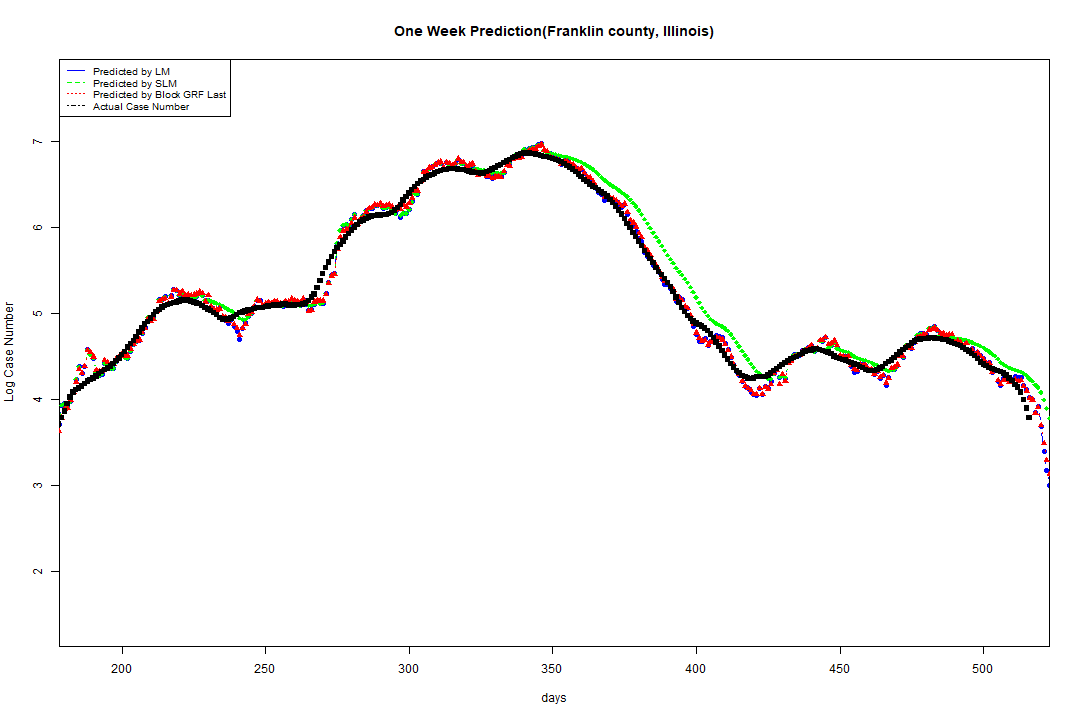 One Week Prediction(Franklin county, Illinois)
Predicted by LM
Predicted by SLM
Predicted by Block GRF Last
Actual Case Number
7
6
5
4
3
2
Log Case Number
200 250 300 350 400 450 500
days